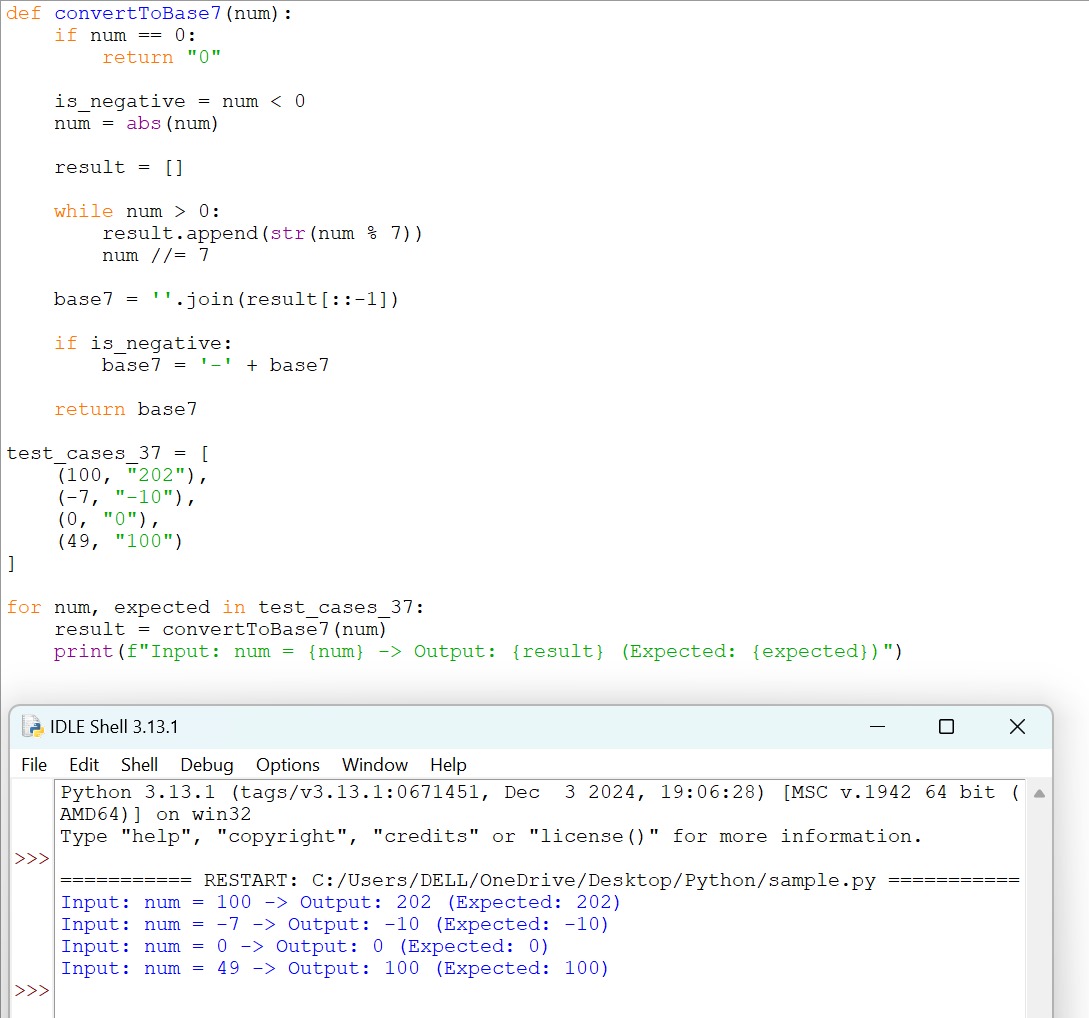 def convertToBase7(num):
    if num == 0:
        return "0"
    is_negative = num < 0
    num = abs(num)
    result = []
    while num > 0:
        result.append(str(num % 7))
        num //= 7
    base7 = ''.join(result[::-1])
    if is_negative:
        base7 = '-' + base7
    return base7
test_cases_37 = [
    (100, "202"),
    (-7, "-10"),
    (0, "0"),
    (49, "100")
]
for num, expected in test_cases_37:
    result = convertToBase7(num)
    print(f"Input: num = {num} -> Output: {result} (Expected: {expected})")
IDLE Shell 3.13.1
File Edit Shell Debug Options Window Help
Python 3.13.1 (tags/v3.13.1:0671451, Dec  3 2024, 19:06:28) [MSC v.1942 64 bit (
AMD64)] on win32
Type "help", "copyright", "credits" or "license()" for more information.
>>>
=========== RESTART: C:/Users/DELL/OneDrive/Desktop/Python/sample.py ===========
Input: num = 100 -> Output: 202 (Expected: 202)
Input: num = -7 -> Output: -10 (Expected: -10)
Input: num = 0 -> Output: 0 (Expected: 0)
Input: num = 49 -> Output: 100 (Expected: 100)
>>>